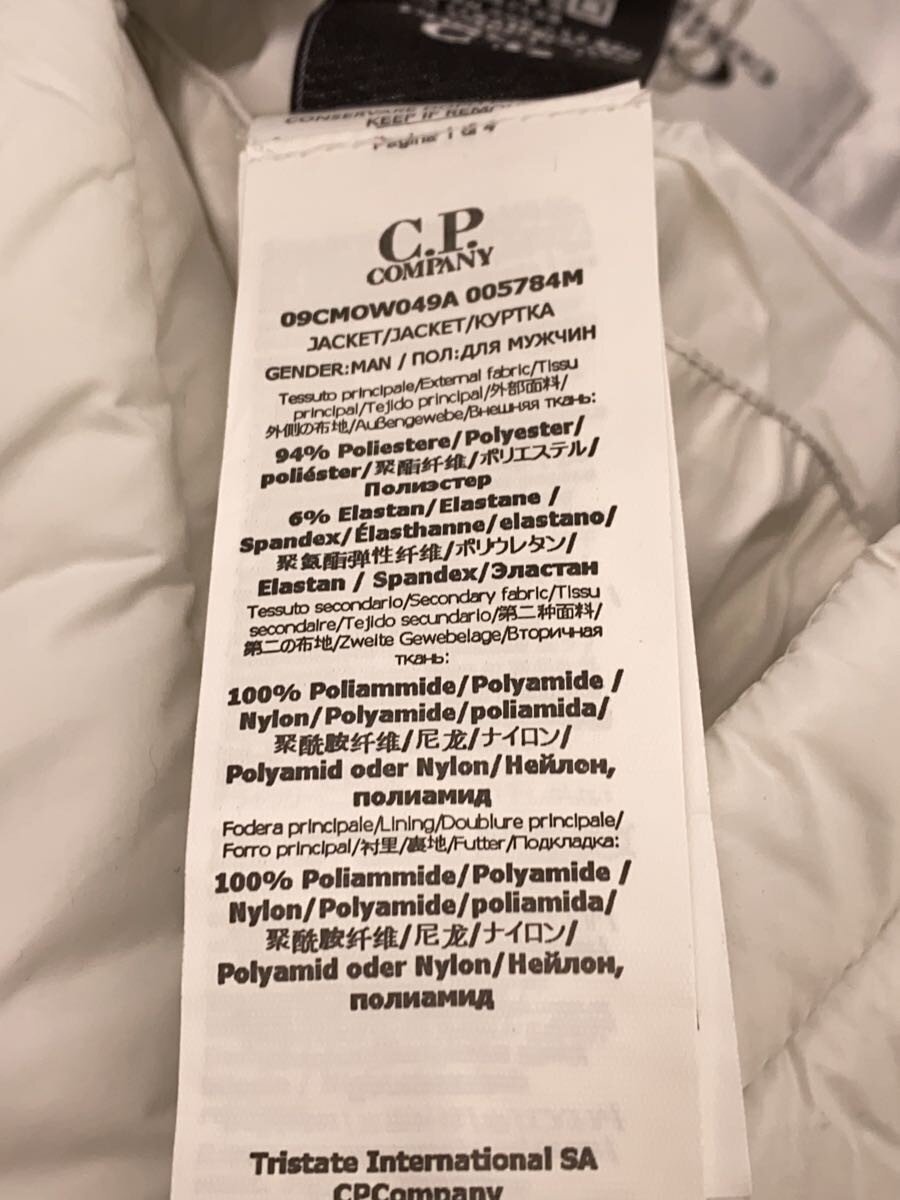 KEEP IF REMP
C.P.
COMPANY
09CMOW049A 005784M
JACKET/JACKET/КУРТКА
GENDER:MAN / ПОЛ:ДЛЯ МУЖЧИН
Tessuto principale/External fabric/Tissu
principal/Tejido principal/外部面料/
外側の布地/Außengewebe/Внешняя ткань:
94% Poliestere/Polyester/
poliéster/聚酯纤维/ポリエステル/
Полиэстер
6% Elastan/Elastane /
Spandex/Élasthanne/elastano/
聚氨酯弹性纤维/ポリウレタン/
Elastan / Spandex/Эластан
Tessuto secondario/Secondary fabric/Tissu
secondaire/Tejido secundario/第二种面料/
第二の布地/Zweite Gewebelage/Вторичная
ткань:
100% Poliammide/Polyamide /
Nylon/Polyamide/poliamida/
聚酰胺纤维/尼龙/ナイロン/
Polyamid oder Nylon/Нейлон,
полиамид
Fodera principale/Lining/Doublure principale/
Forro principal/衬里/裏地/Futter/Подкладка:
100% Poliammide/Polyamide /
Nylon/Polyamide/poliamida/
聚酰胺纤维/尼龙/ナイロン/
Polyamid oder Nylon/Нейлон,
полиамид
Tristate International SA
CPCompany